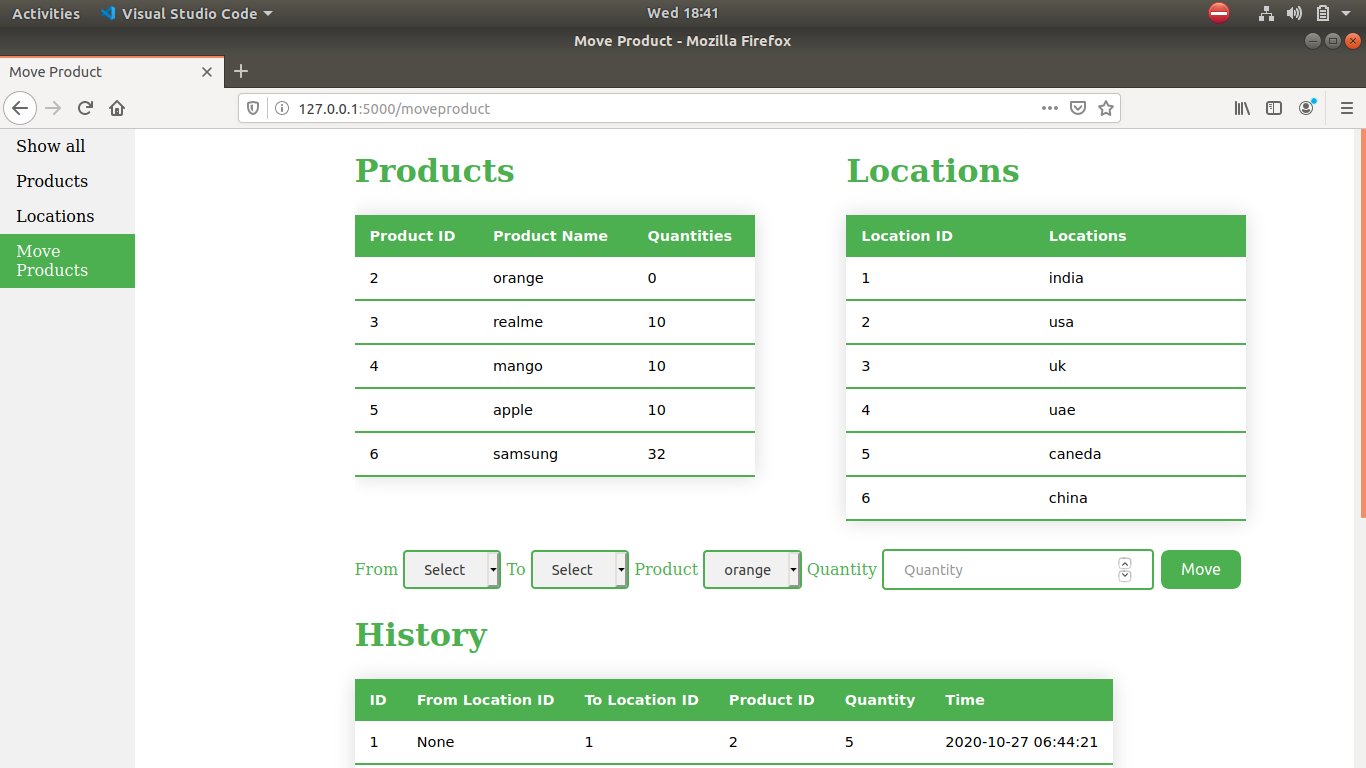 Activities Visual Studio Code Wed 18:41
Move Product - Mozilla Firefox
Move Product
127.0.0.1:5000/moveproduct
Show all
Products
Locations
Move
Products
Products
Product ID Product Name Quantities
2 orange 0
3 realme 10
4 mango 10
5 apple 10
6 samsung 32
Locations
Location ID Locations
1 india
2 usa
3 uk
4 uae
5 caneda
6 china
From Select To Select Product orange Quantity Quantity Move
History
ID From Location ID To Location ID Product ID Quantity Time
1 None 1 2 5 2020-10-27 06:44:21